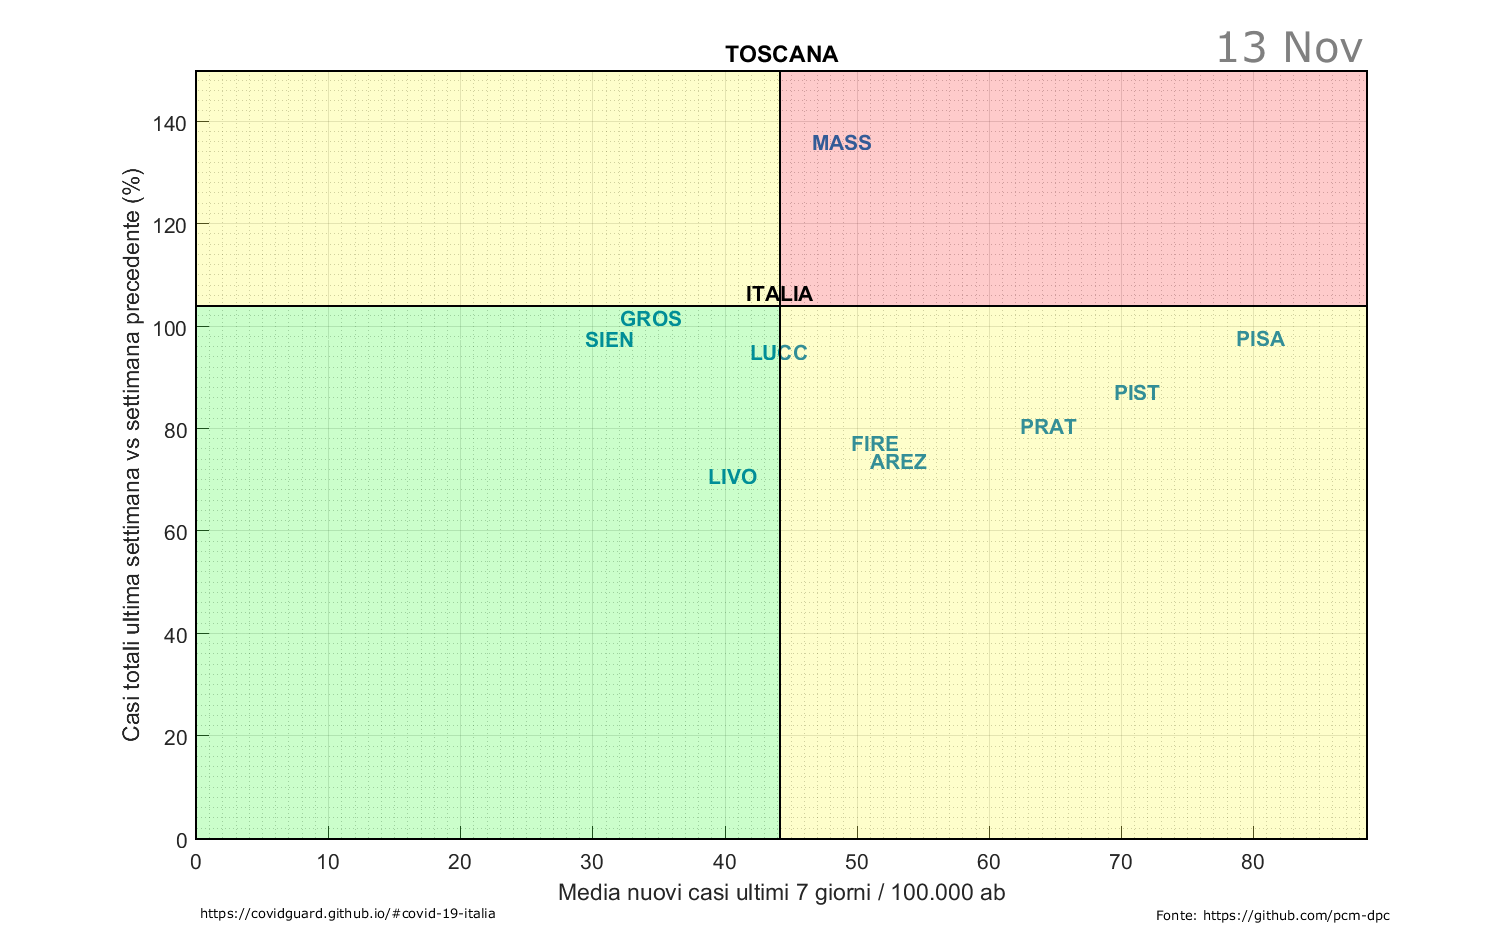 TOSCANA
13 Nov
Casi totali ultima settimana vs settimana precedente (%)
140
120
100
80
60
40
20
0
MASS
ITALIA
GROS
SIEN
LUCC
PISA
PIST
PRAT
FIRE
AREZ
LIVO
0 10 20 30 40 50 60 70 80
Media nuovi casi ultimi 7 giorni / 100.000 ab
https://covidguard.github.io/#covid-19-italia
Fonte: https://github.com/pcm-dpc